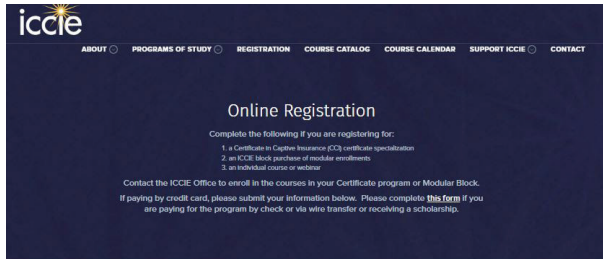 iccie
ABOUT PROGRAMS OF STUDY REGISTRATION COURSE CATALOG COURSE CALENDAR SUPPORT ICCIE CONTACT
Online Registration
Complete the following if you are registering for:
1. a Certificate in Captive Insurance (CCI) certificate specialization
2. an ICCIE block purchase of modular enrollments
3. an individual course or webinar
Contact the ICCIE Office to enroll in the courses in your Certificate program or Modular Block.
If paying by credit card, please submit your information below. Please complete this form if you
are paying for the program by check or via wire transfer or receiving a scholarship.